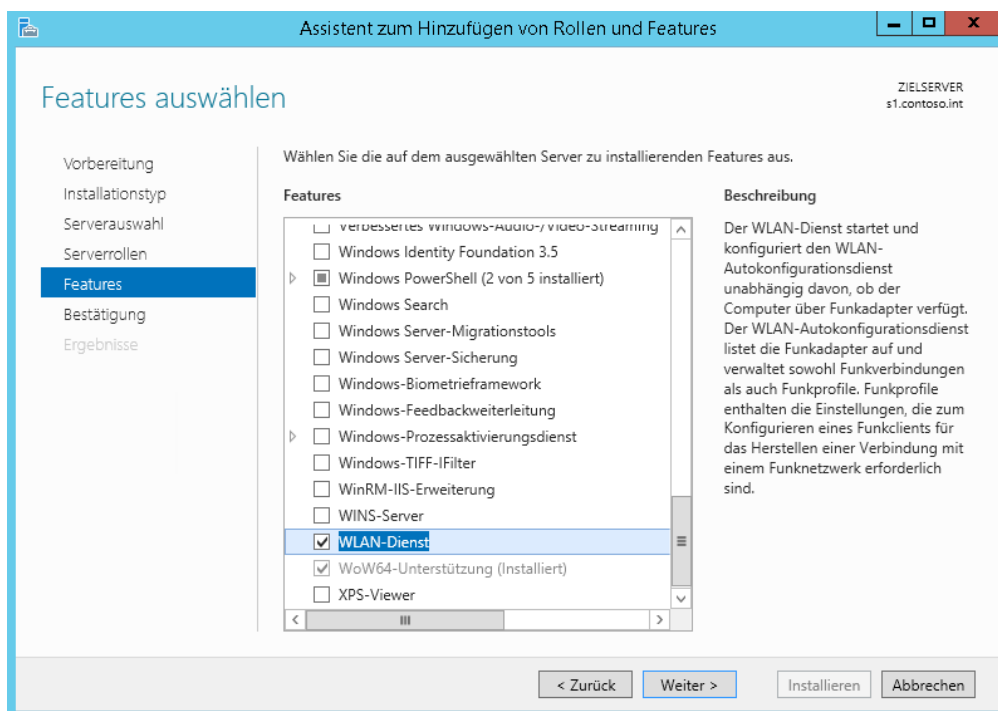 Assistent zum Hinzufügen von Rollen und Features
Features auswählen
ZIELSERVER
s1.contoso.int
Vorbereitung
Installationstyp
Serverauswahl
Serverrollen
Features
Bestätigung
Ergebnisse
Wählen Sie die auf dem ausgewählten Server zu installierenden Features aus.
Features
Verbessertes Windows-Audio-/Video-Streaming
Windows Identity Foundation 3.5
Windows PowerShell (2 von 5 installiert)
Windows Search
Windows Server-Migrationstools
Windows Server-Sicherung
Windows-Biometrieframework
Windows-Feedbackweiterleitung
Windows-Prozessaktivierungsdienst
Windows-TIFF-IFilter
WinRM-IIS-Erweiterung
WINS-Server
WLAN-Dienst
WoW64-Unterstützung (Installiert)
XPS-Viewer
Beschreibung
Der WLAN-Dienst startet und
konfiguriert den WLAN-
Autokonfigurationsdienst
unabhängig davon, ob der
Computer über Funkadapter verfügt.
Der WLAN-Autokonfigurationsdienst
listet die Funkadapter auf und
verwaltet sowohl Funkverbindungen
als auch Funkprofile. Funkprofile
enthalten die Einstellungen, die zum
Konfigurieren eines Funkclients für
das Herstellen einer Verbindung mit
einem Funknetzwerk erforderlich
sind.
< Zurück
Weiter >
Installieren
Abbrechen